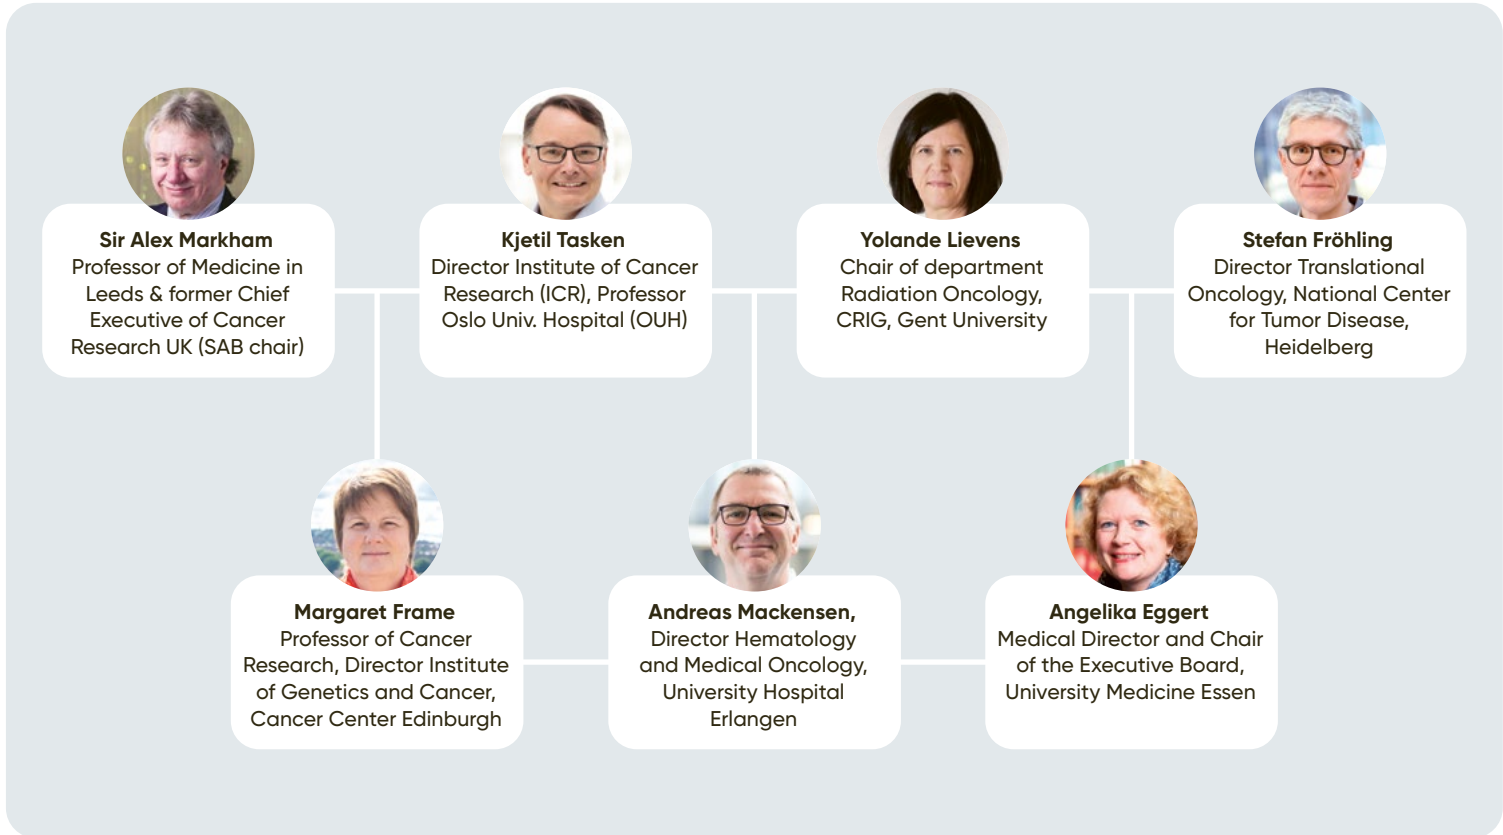 Sir Alex Markham
Professor of Medicine in
Leeds & former Chief
Executive of Cancer
Research UK (SAB chair)
Kjetil Tasken
Director Institute of Cancer
Research (ICR), Professor
Oslo Univ. Hospital (OUH)
Yolande Lievens
Chair of department
Radiation Oncology,
CRIG, Gent University
Stefan Fröhling
Director Translational
Oncology, National Center
for Tumor Disease,
Heidelberg
Margaret Frame
Professor of Cancer
Research, Director Institute
of Genetics and Cancer,
Cancer Center Edinburgh
Andreas Mackensen,
Director Hematology
and Medical Oncology,
University Hospital
Erlangen
Angelika Eggert
Medical Director and Chair
of the Executive Board,
University Medicine Essen